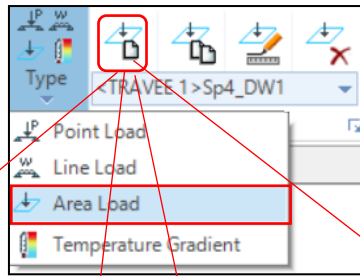 Type
<TRAVEE 1>Sp4_DW1
Point Load
Line Load
Area Load
Temperature Gradient